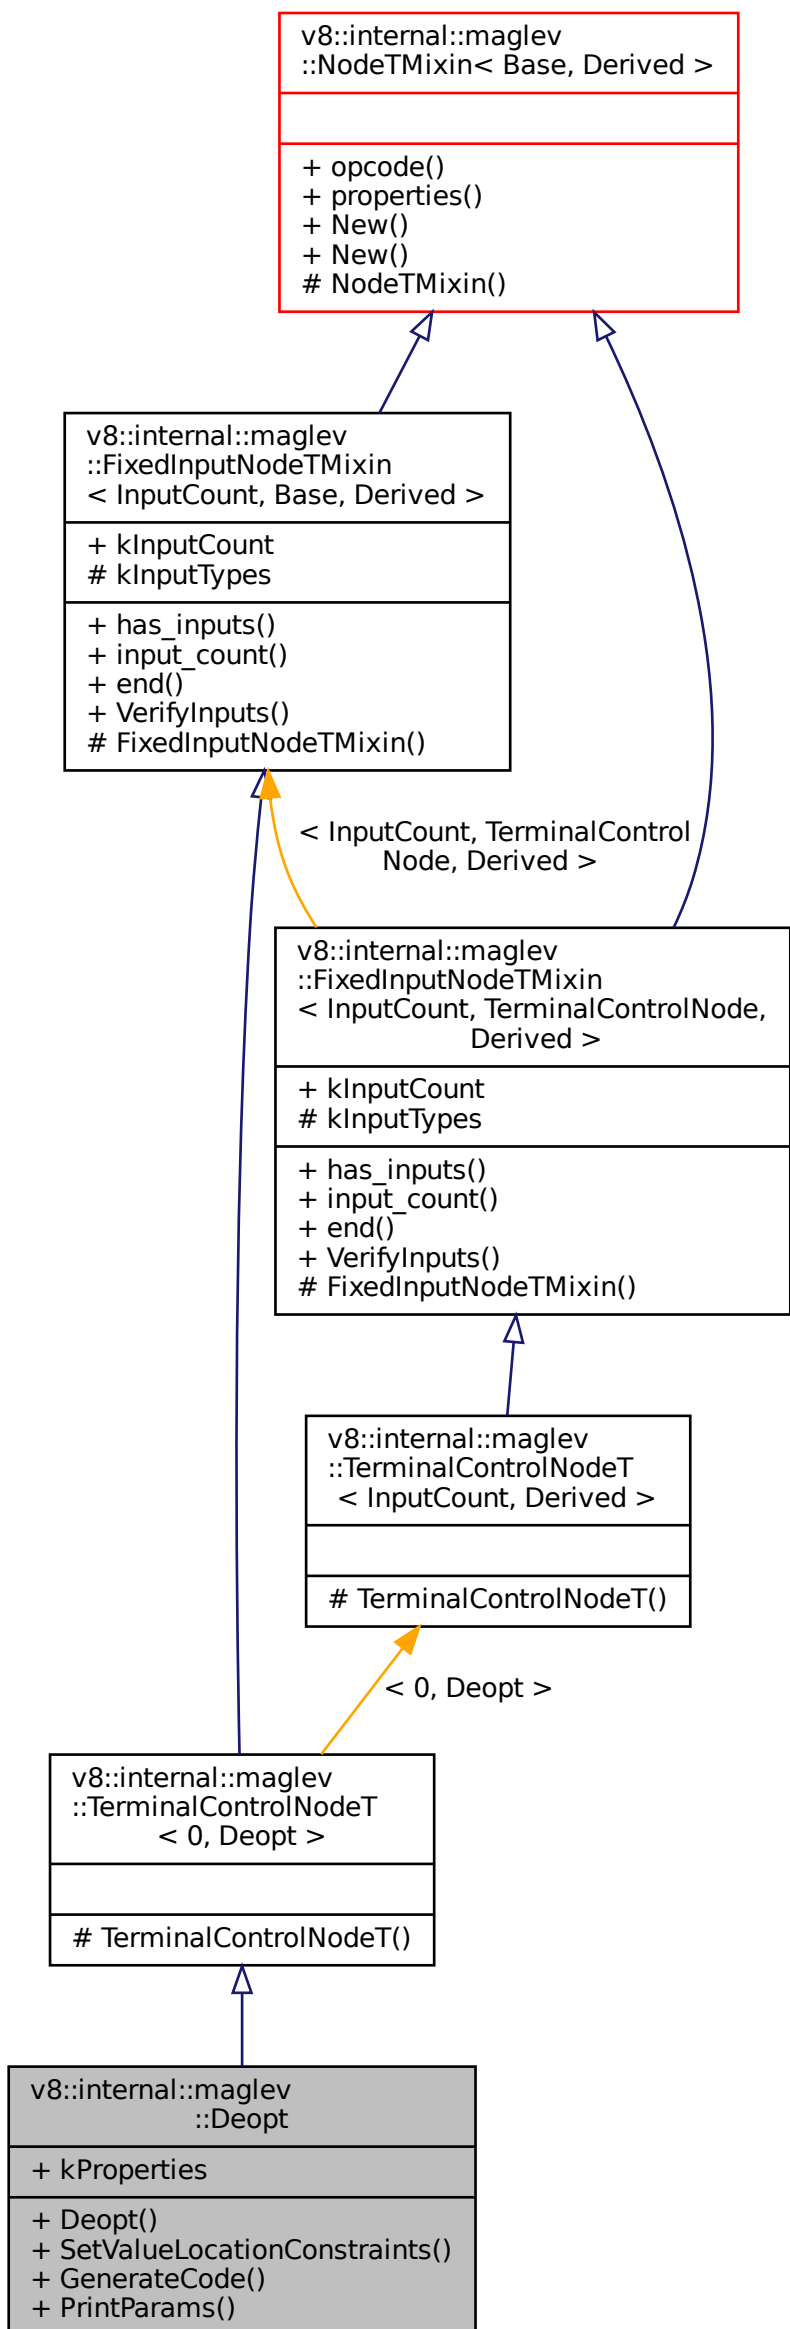 v8::internal::maglev
::NodeTMixin< Base, Derived >
+ opcode()
+ properties()
+ New()
+ New()
# NodeTMixin()
v8::internal::maglev
::FixedInputNodeTMixin
< InputCount, Base, Derived >
+ kInputCount
# kInputTypes
+ has_inputs()
+ input_count()
+ end()
+ VerifyInputs()
# FixedInputNodeTMixin()
< InputCount, TerminalControl
Node, Derived >
v8::internal::maglev
::FixedInputNodeTMixin
< InputCount, TerminalControlNode,
Derived >
+ kInputCount
# kInputTypes
+ has_inputs()
+ input_count()
+ end()
+ VerifyInputs()
# FixedInputNodeTMixin()
v8::internal::maglev
::TerminalControlNodeT
< InputCount, Derived >
# TerminalControlNodeT()
< 0, Deopt >
v8::internal::maglev
::TerminalControlNodeT
< 0, Deopt >
# TerminalControlNodeT()
v8::internal::maglev
::Deopt
+ kProperties
+ Deopt()
+ SetValueLocationConstraints()
+ GenerateCode()
+ PrintParams()